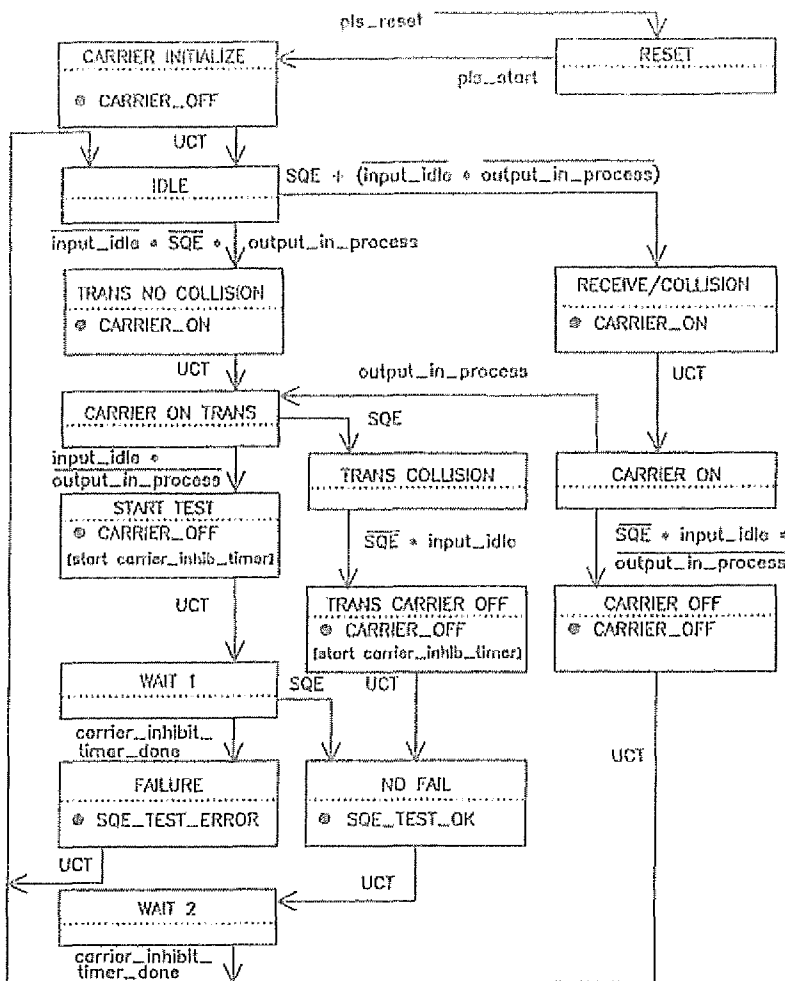 pls_reset
CARRIER INITIALIZE
RESET
pls_start
● CARRIER_OFF
UCT
IDLE
SQE + (input_idle * output_in_process)
input_idle * SQE * output_in_process
TRANS NO COLLISION
RECEIVE/COLLISION
● CARRIER_ON
● CARRIER_ON
UCT
output_in_process
UCT
CARRIER ON TRANS
SQE
input_idle *
output_in_process
TRANS COLLISION
CARRIER ON
START TEST
● CARRIER_OFF
[start carrier_inhib_timer]
SQE * input_idle
SQE * input_idle *
output_in_process
UCT
TRANS CARRIER OFF
● CARRIER_OFF
[start carrier_inhib_timer]
CARRIER OFF
● CARRIER_OFF
WAIT 1
SQE
UCT
carrier_inhibit_
timer_done
UCT
FAILURE
● SQE_TEST_ERROR
NO FAIL
● SQE_TEST_OK
UCT
UCT
WAIT 2
carrier_inhibit_
timer_done